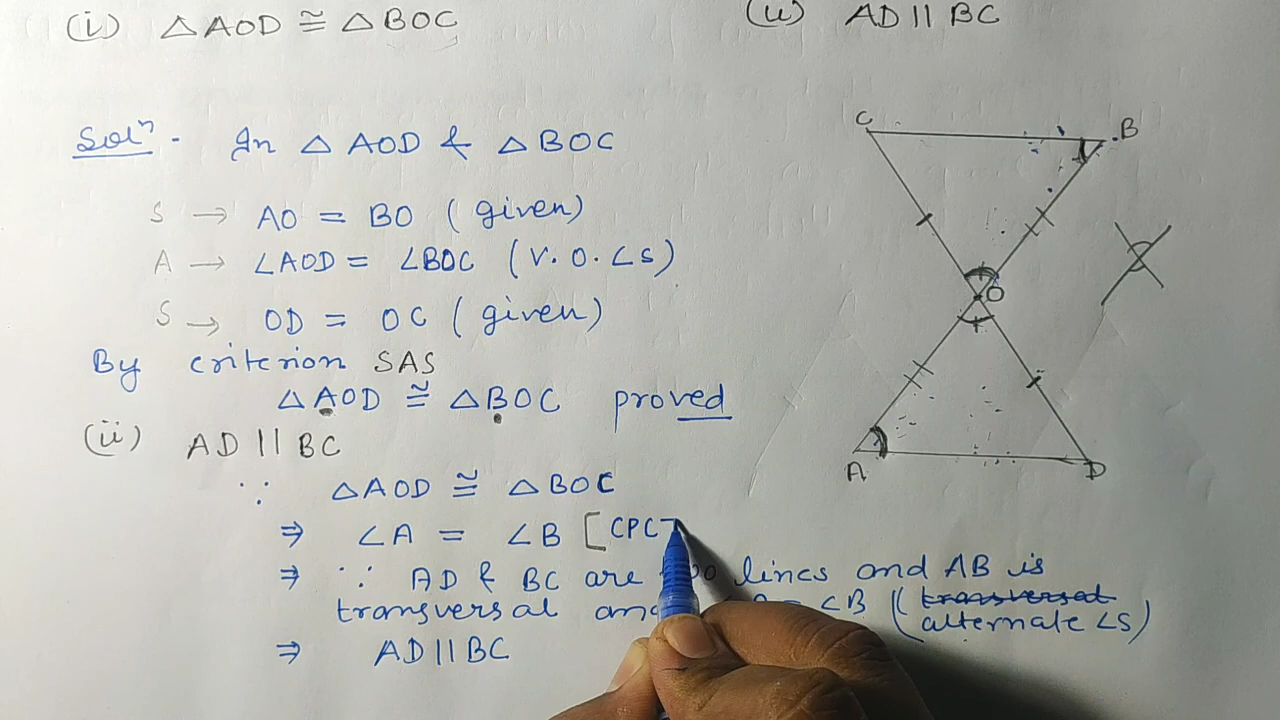 (i) △AOD ≅ △BOC
(ii) AD || BC
Solⁿ - In △ AOD & △ BOC
S → AO = BO (given)
A → ∠AOD = ∠BOC (V.O.∠S)
S → OD = OC (given)
By criterion SAS
△AOD ≅ △BOC proved
(ii) AD || BC
∵ △AOD ≅ △BOC
⇒ ∠A = ∠B [CPC
⇒ ∵ AD & BC are lines and AB is
transversal = ∠B (transversal
alternate ∠S)
⇒ AD || BC
C
B
O
A
D